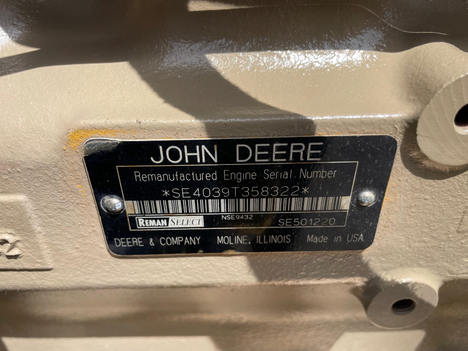 JOHN DEERE
Remanufactured Engine Serial Number
*SE4039T358322*
REMAN SELECT NSE9432 SE501220
DEERE & COMPANY MOLINE, ILLINOIS Made in USA